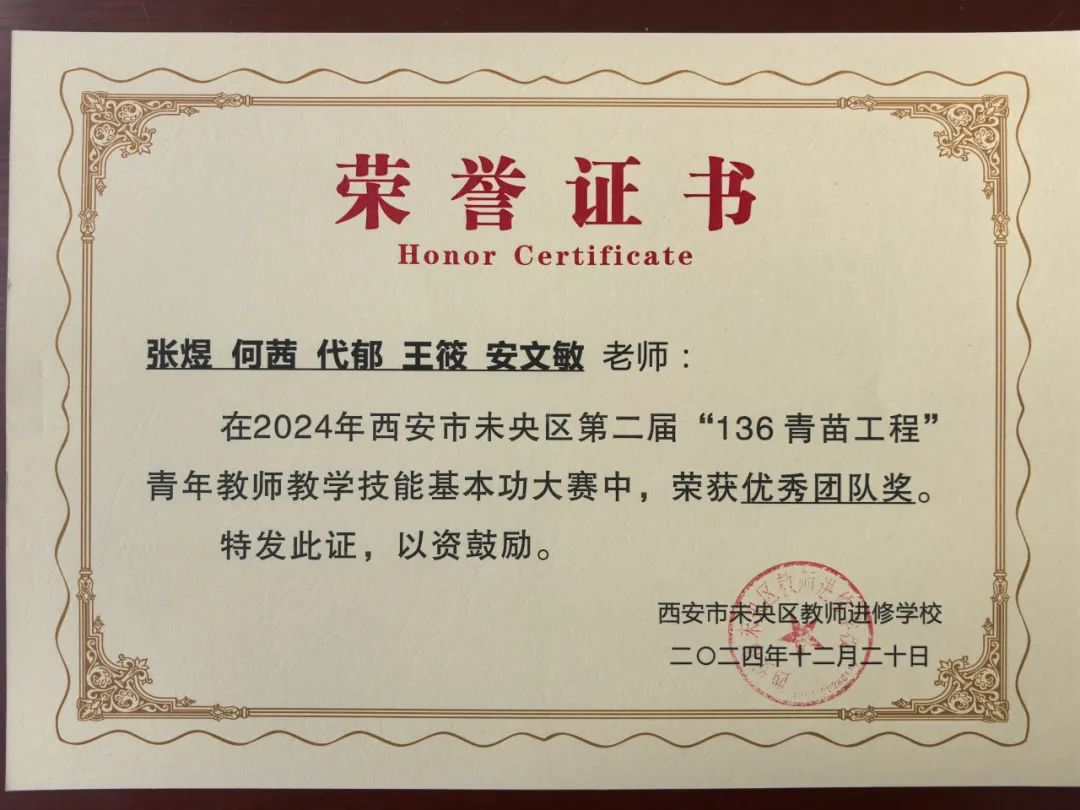 荣誉证书
Honor Certificate
张煜 何茜 代郁 王筱 安文敏 老师：
在2024年西安市未央区第二届“136青苗工程”
青年教师教学技能基本功大赛中，荣获优秀团队奖。
特发此证，以资鼓励。
西安市未央区教师进修学校
二〇二四年十二月二十日